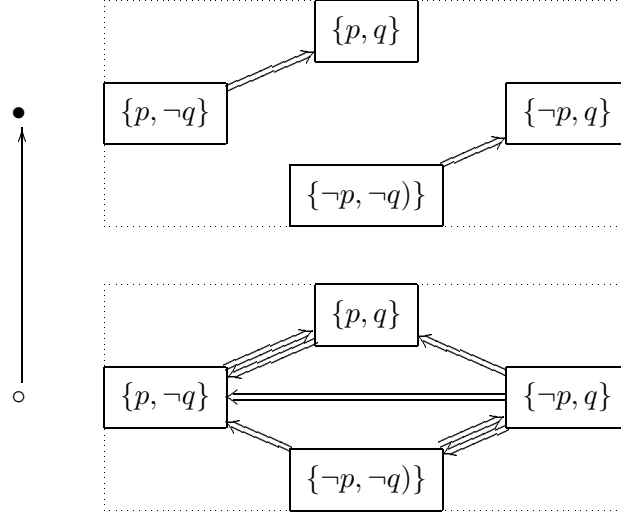 {p, q}
{p, ¬q}
{¬p, q}
{¬p, ¬q)}
{p, q}
{p, ¬q}
{¬p, q}
{¬p, ¬q)}